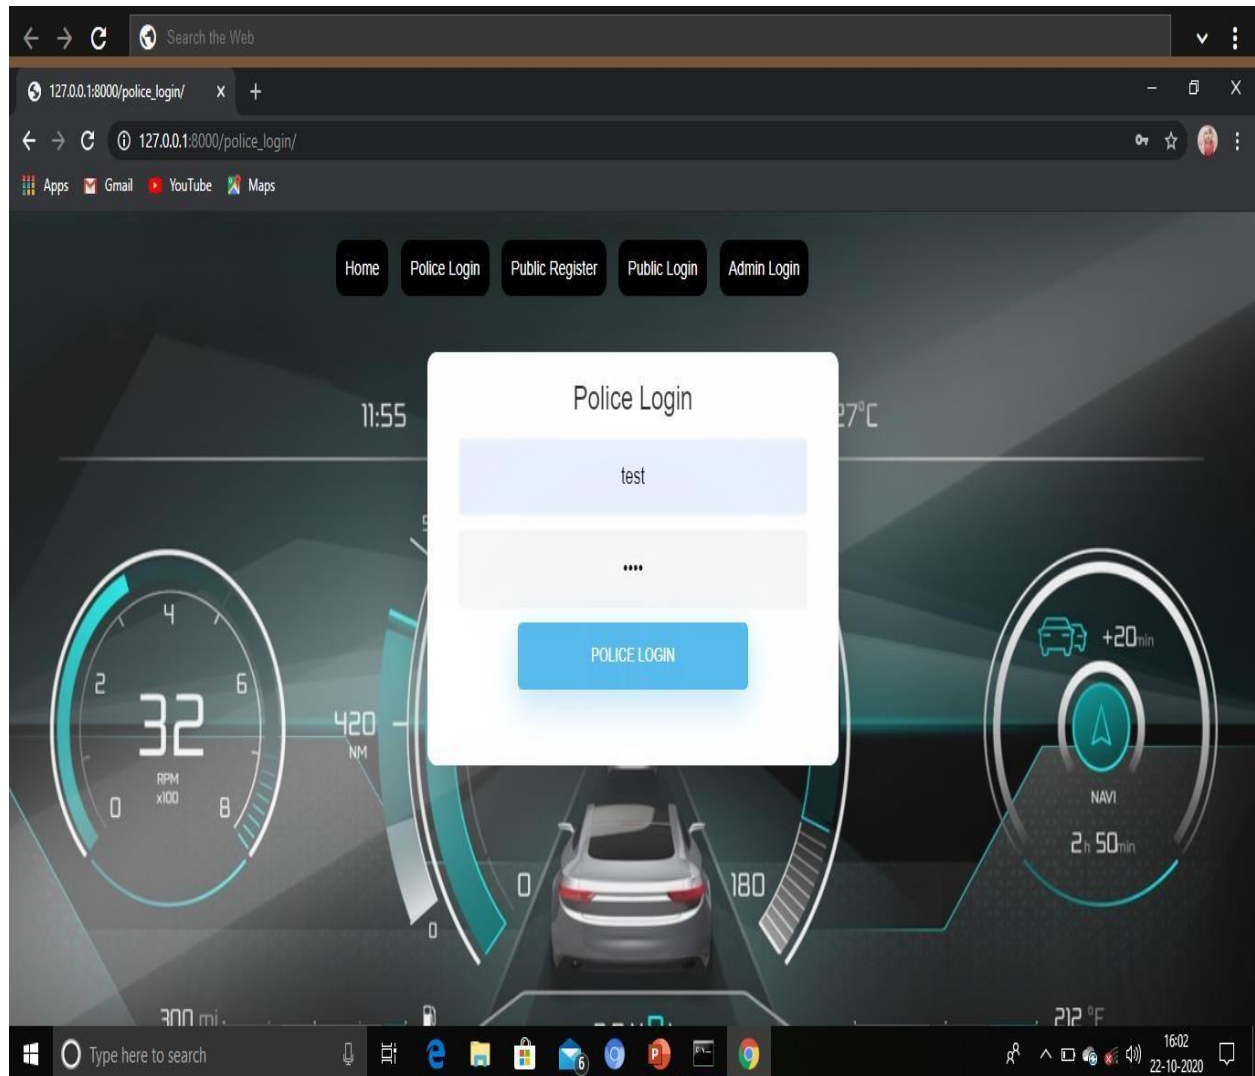 Search the Web
127.0.0.1:8000/police_login/
127.0.0.1:8000/police_login/
Apps Gmail YouTube Maps
Home Police Login Public Register Public Login Admin Login
Police Login
11:55
27°C
test
••••
POLICE LOGIN
4
2 6
32
RPM
x100
0 8
420
NM
+20min
NAVI
2h 50min
0 180
0
300 mi
212 °F
Type here to search
6
16:02
22-10-2020